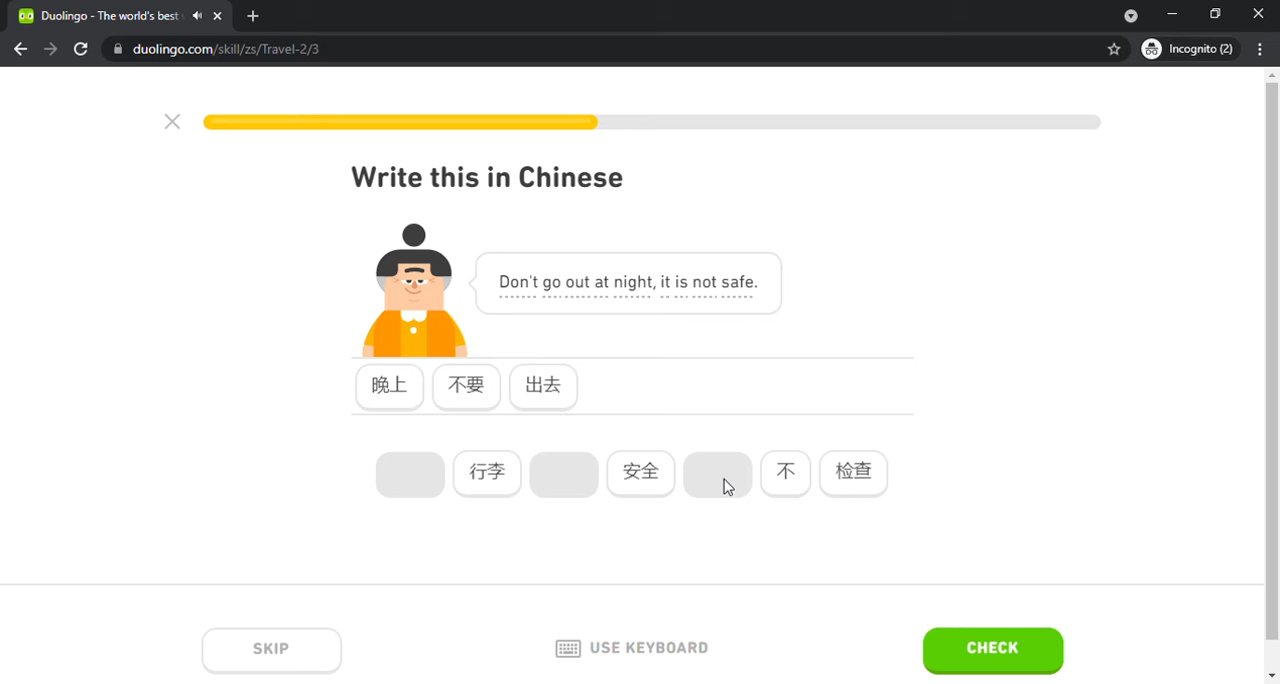 Duolingo - The world's best
duolingo.com/skill/zs/Travel-2/3
Incognito (2)
Write this in Chinese
Don't go out at night, it is not safe.
晚上 不要 出去
行李 安全 不 检查
SKIP
USE KEYBOARD
CHECK